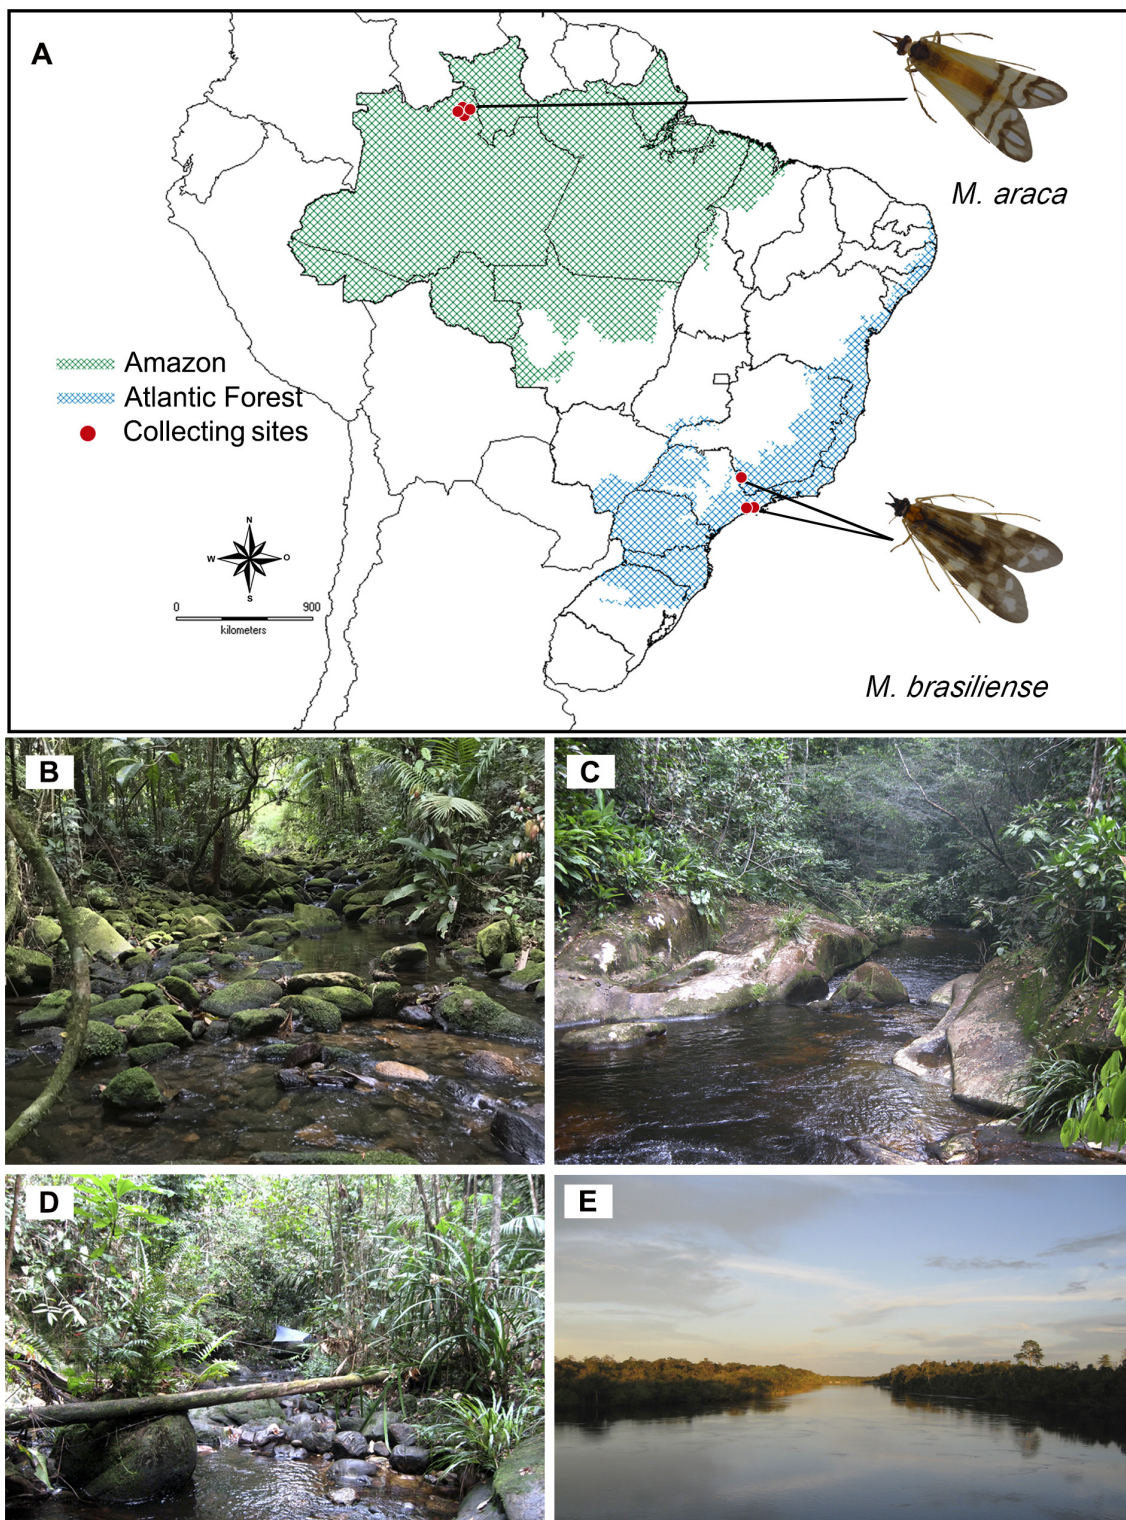 A
M. araca
Amazon
Atlantic Forest
Collecting sites
N
W
O
S
0
900
kilometers
M. brasiliense
B
C
D
E